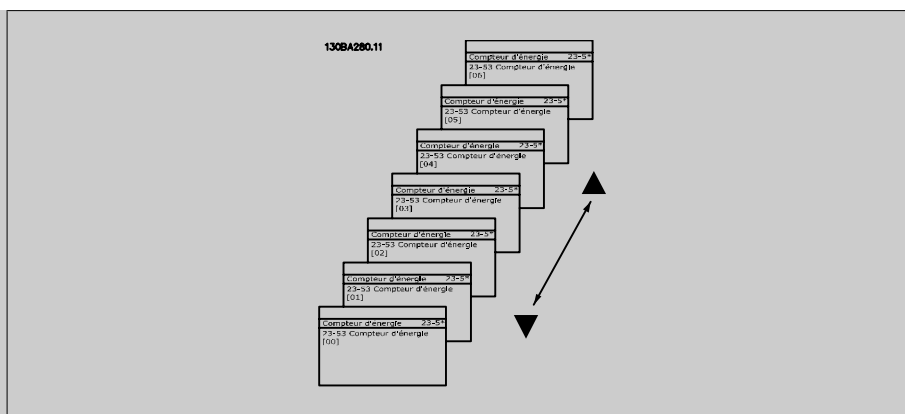 130BA280.11
Compteur d'énergie 23-5*
23-53 Compteur d'énergie
[06]
Compteur d'énergie 23-5*
23-53 Compteur d'énergie
[05]
Compteur d'énergie 23-5*
23-53 Compteur d'énergie
[04]
Compteur d'énergie 23-5*
23-53 Compteur d'énergie
[03]
Compteur d'énergie 23-5*
23-53 Compteur d'énergie
[02]
Compteur d'énergie 23-5*
23-53 Compteur d'énergie
[01]
Compteur d'énergie 23-5*
23-53 Compteur d'énergie
[00]